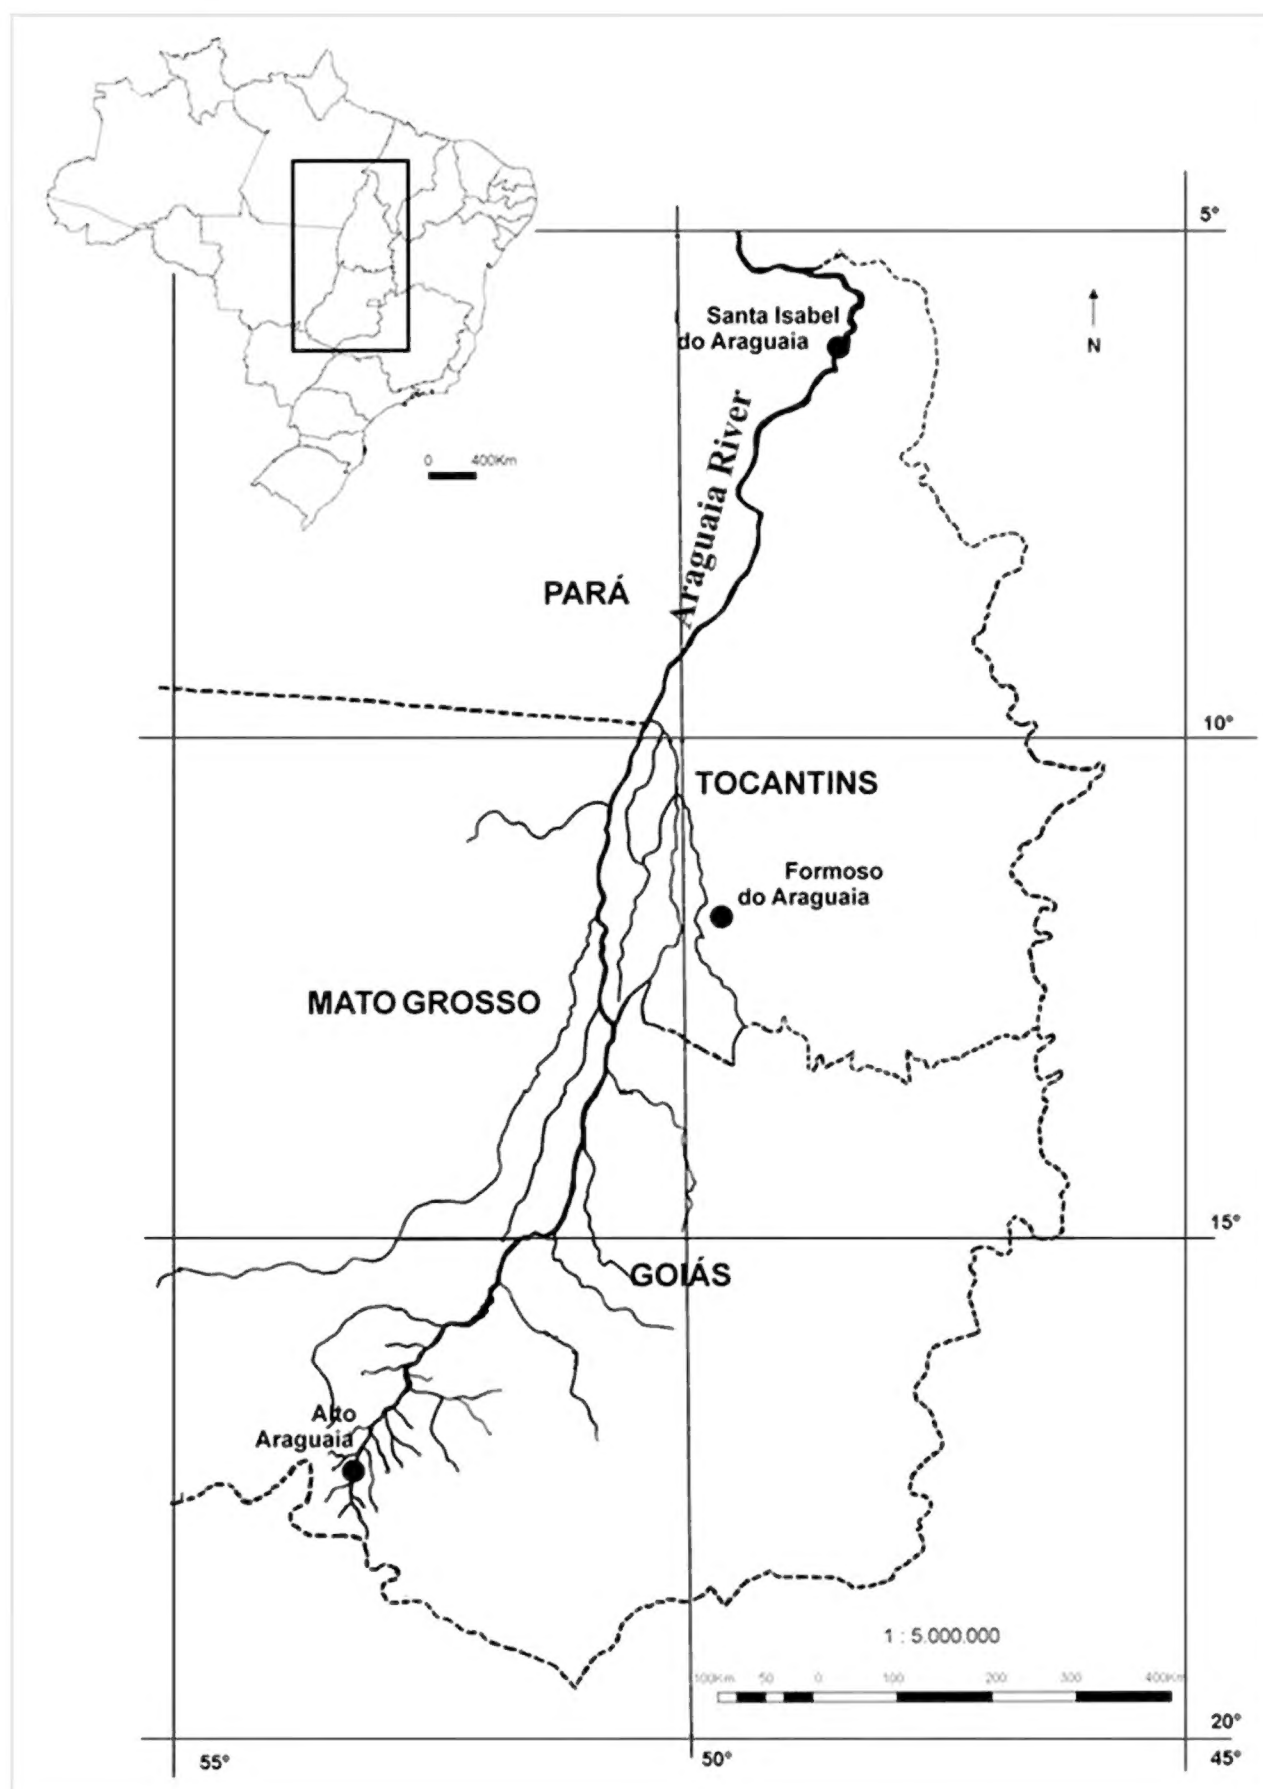 5°
Santa Isabel
do Araguaia
N
Araguaia River
0 400Km
PARÁ
10°
TOCANTINS
Formoso
do Araguaia
MATO GROSSO
15°
GOIÁS
Alto
Araguaia
1 : 5.000.000
100Km 50 0 100 200 300 400Km
20°
55° 50° 45°